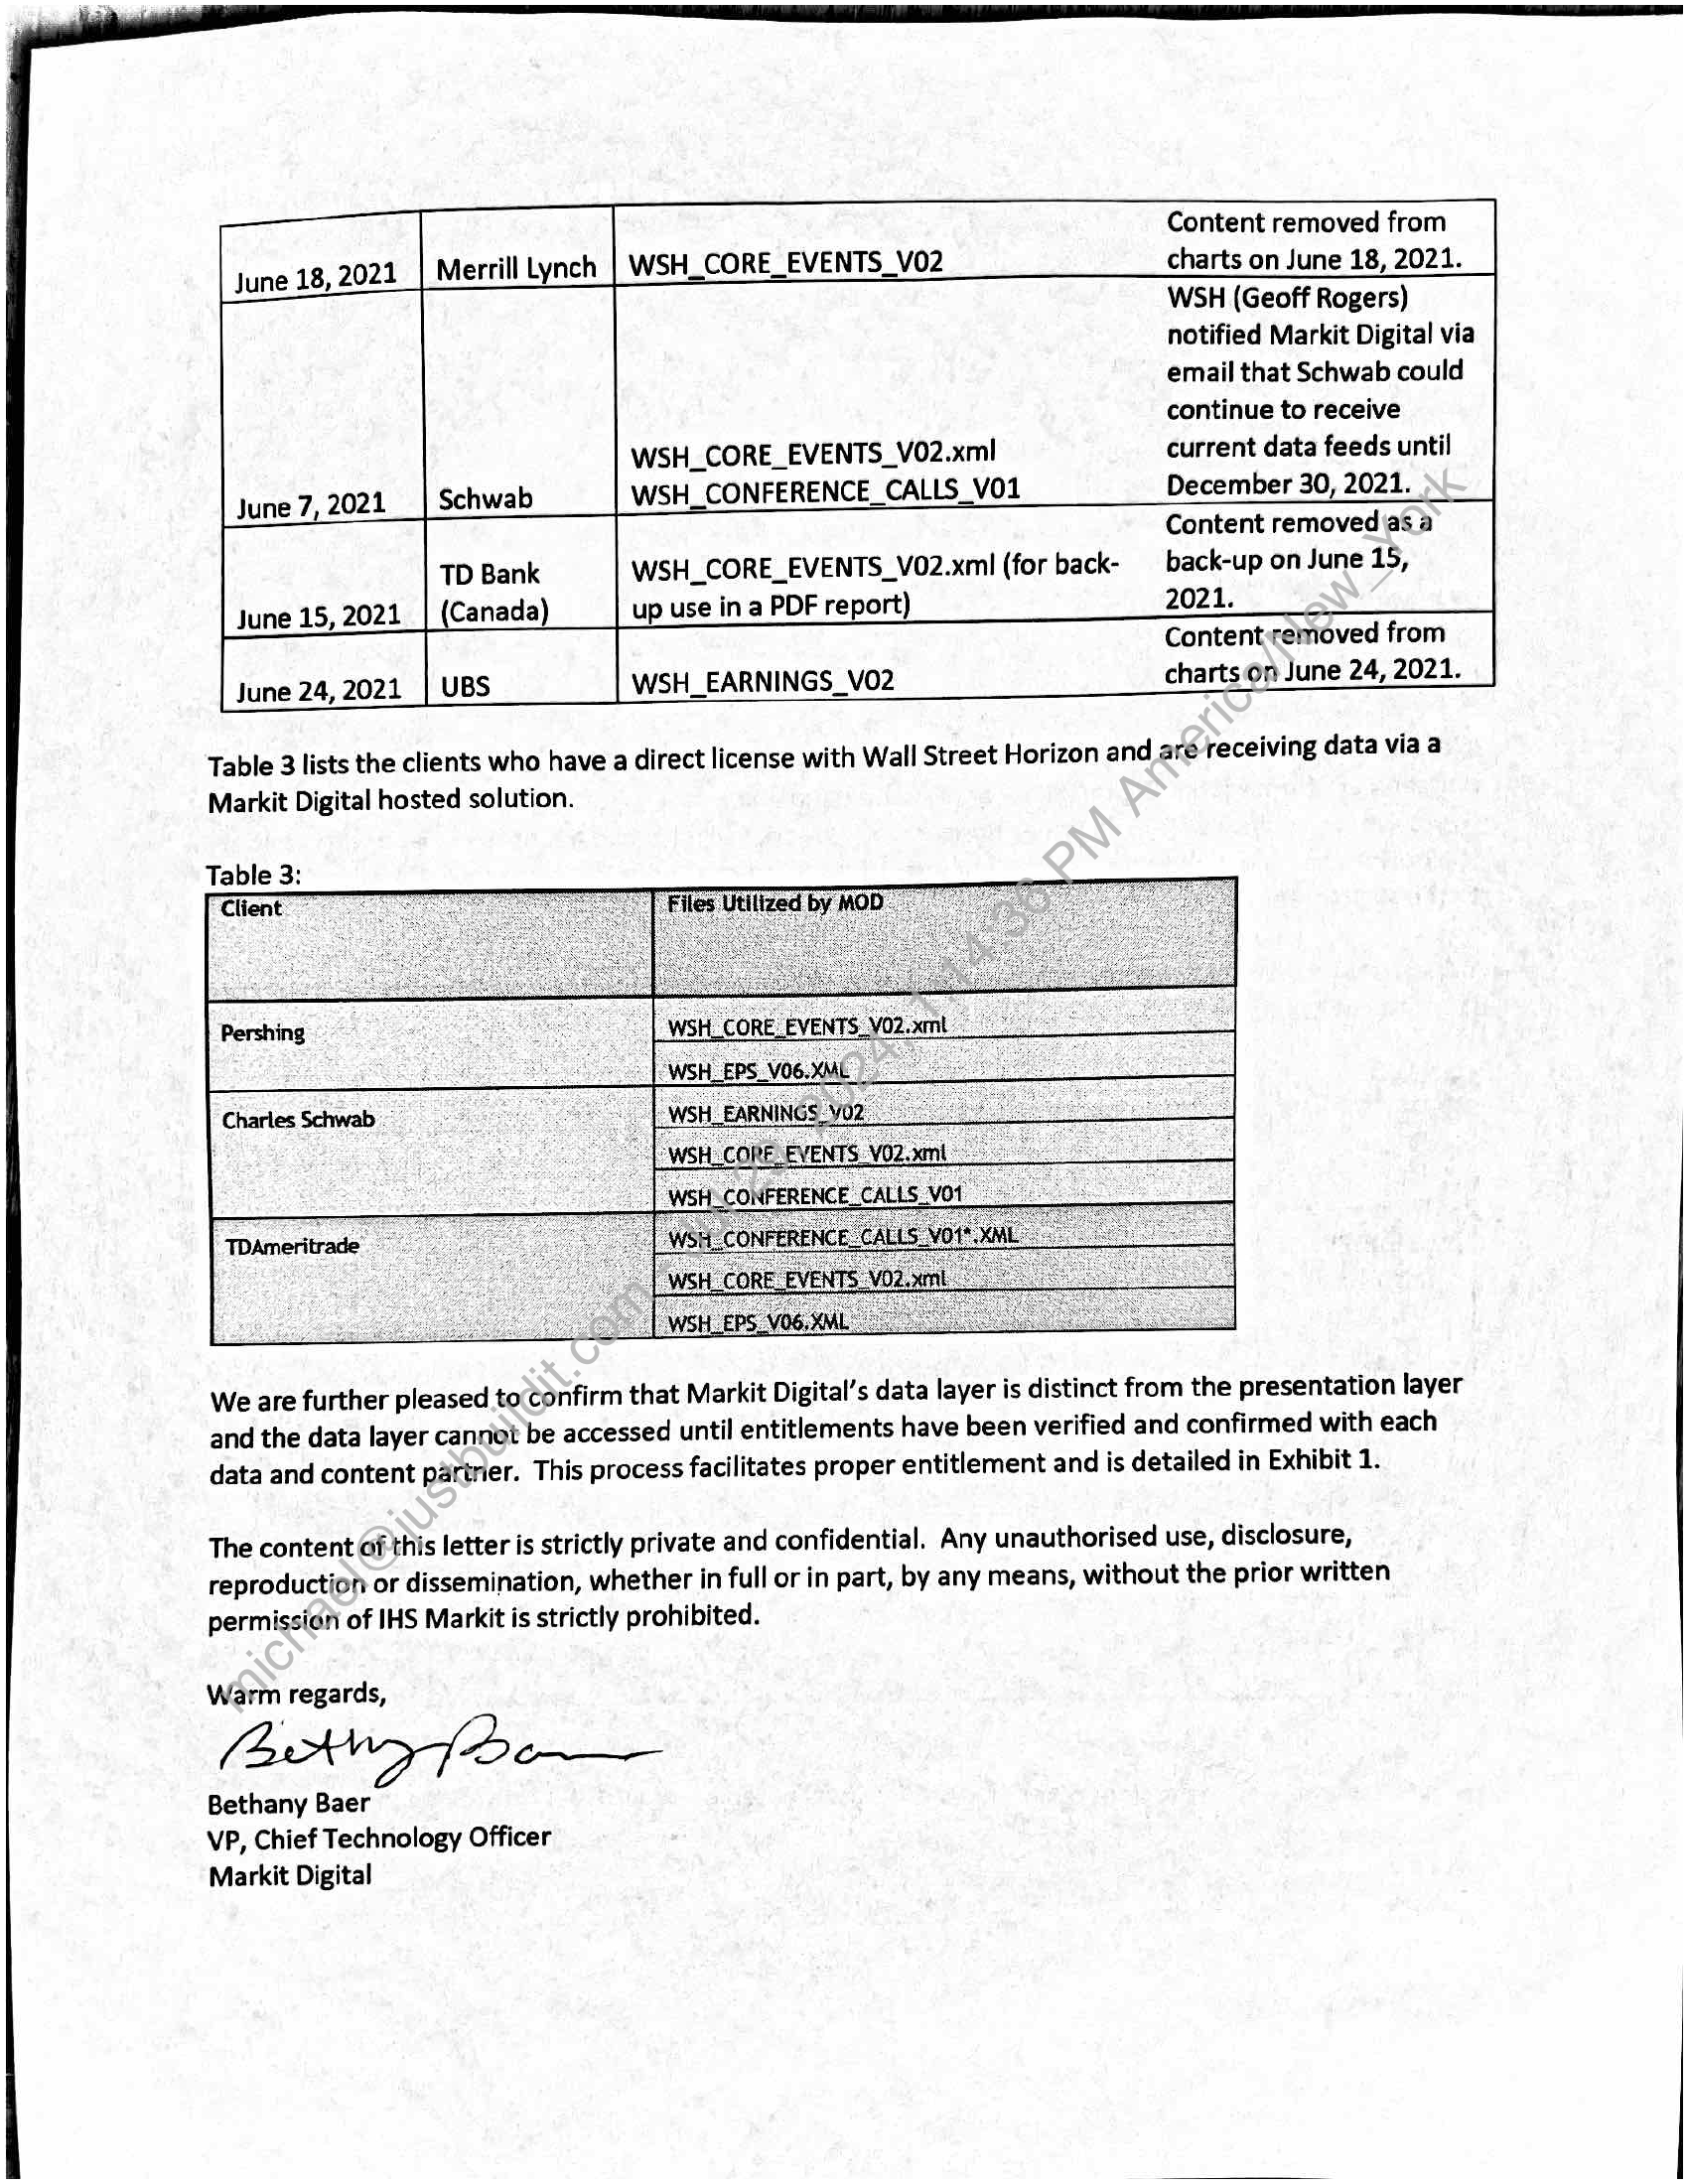 June 18, 2021 Merrill Lynch WSH_CORE_EVENTS_V02 Content removed from
charts on June 18, 2021.
WSH (Geoff Rogers)
notified Markit Digital via
email that Schwab could
continue to receive
WSH_CORE_EVENTS_V02.xml current data feeds until
June 7, 2021 Schwab WSH_CONFERENCE_CALLS_V01 December 30, 2021.
Content removed as a
TD Bank WSH_CORE_EVENTS_V02.xml (for back- back-up on June 15,
June 15, 2021 (Canada) up use in a PDF report) 2021.
Content removed from
June 24, 2021 UBS WSH_EARNINGS_V02 charts on June 24, 2021.
Table 3 lists the clients who have a direct license with Wall Street Horizon and are receiving data via a
Markit Digital hosted solution.
Table 3:
Client Files Utilized by MOD
Pershing WSH_CORE_EVENTS_V02.xml
WSH_EPS_V06.XML
Charles Schwab WSH_EARNINGS_V02
WSH_CORE_EVENTS_V02.xml
WSH_CONFERENCE_CALLS_V01
TDAmeritrade WSH_CONFERENCE_CALLS_V01*.XML
WSH_CORE_EVENTS_V02.xml
WSH_EPS_V06.XML
We are further pleased to confirm that Markit Digital's data layer is distinct from the presentation layer
and the data layer cannot be accessed until entitlements have been verified and confirmed with each
data and content partner. This process facilitates proper entitlement and is detailed in Exhibit 1.
The content of this letter is strictly private and confidential. Any unauthorised use, disclosure,
reproduction or dissemination, whether in full or in part, by any means, without the prior written
permission of IHS Markit is strictly prohibited.
Warm regards,
Bethany Baer
Bethany Baer
VP, Chief Technology Officer
Markit Digital
michael@justbuildit.com 29, 2024, PM America/New_York